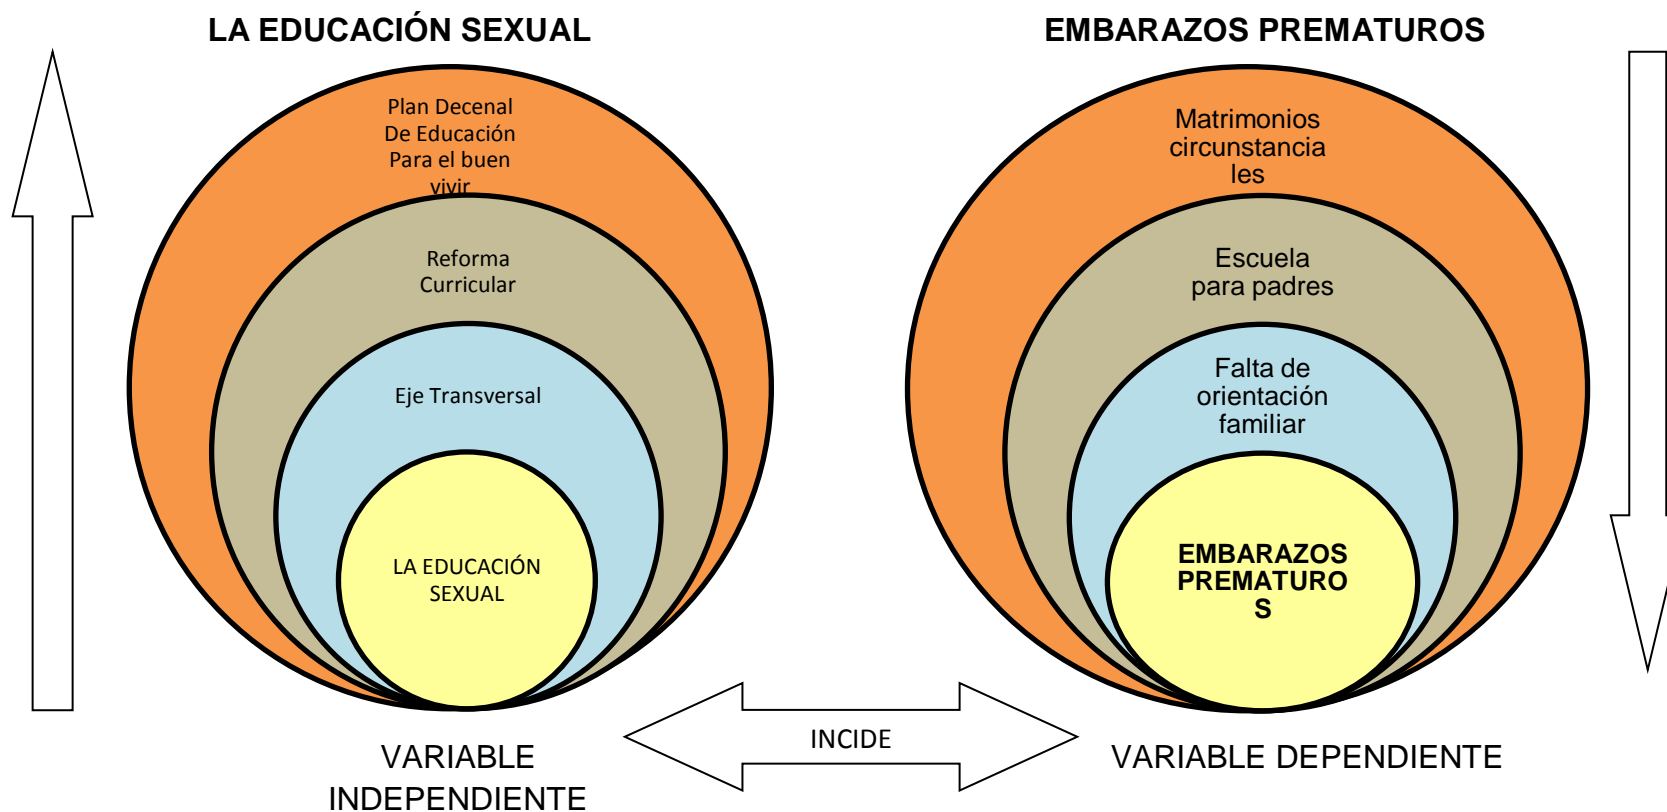 LA EDUCACIÓN SEXUAL
Plan Decenal
De Educación
Para el buen
vivir
Reforma
Curricular
Eje Transversal
LA EDUCACIÓN
SEXUAL
VARIABLE
INDEPENDIENTE
INCIDE
EMBARAZOS PREMATUROS
Matrimonios
circunstancia
les
Escuela
para padres
Falta de
orientación
familiar
EMBARAZOS
PREMATURO
S
VARIABLE DEPENDIENTE